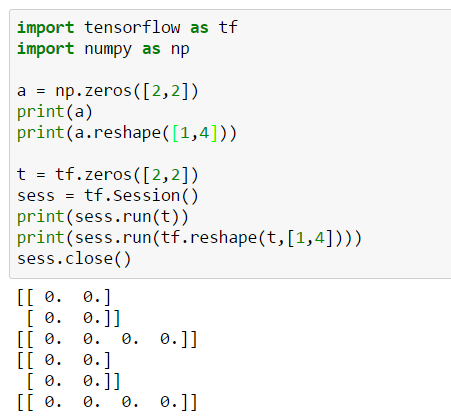 import tensorflow as tf
import numpy as np
a = np.zeros([2,2])
print(a)
print(a.reshape([1,4]))
t = tf.zeros([2,2])
sess = tf.Session()
print(sess.run(t))
print(sess.run(tf.reshape(t,[1,4])))
sess.close()
[[ 0.  0.]
 [ 0.  0.]]
[[ 0.  0.  0.  0.]]
[[ 0.  0.]
 [ 0.  0.]]
[[ 0.  0.  0.  0.]]